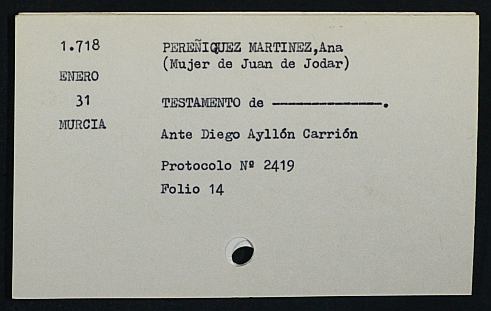 1.718 PEREÑIQUEZ MARTINEZ,Ana
(Mujer de Juan de Jodar)
ENERO
31 TESTAMENTO de ---------------.
MURCIA
Ante Diego Ayllón Carrión
Protocolo Nº 2419
Folio 14